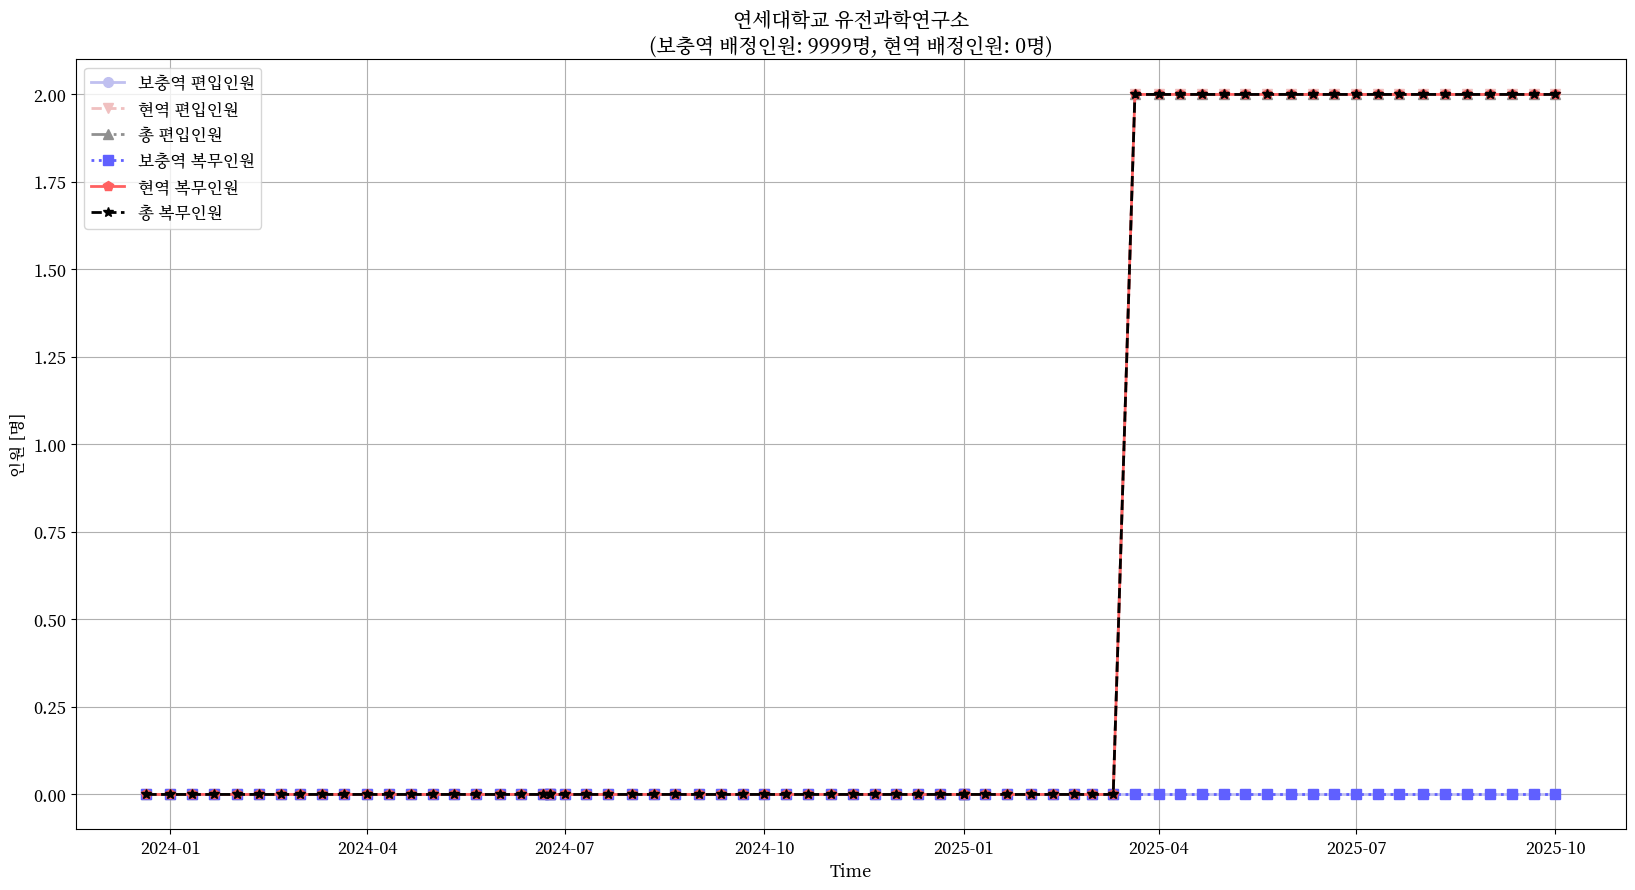 연세대학교 유전과학연구소
(보충역 배정인원: 9999명, 현역 배정인원: 0명)
보충역 편입인원
현역 편입인원
총 편입인원
보충역 복무인원
현역 복무인원
총 복무인원
2.00
1.75
1.50
1.25
1.00
0.75
0.50
0.25
0.00
인원 [명]
2024-01
2024-04
2024-07
2024-10
2025-01
2025-04
2025-07
2025-10
Time